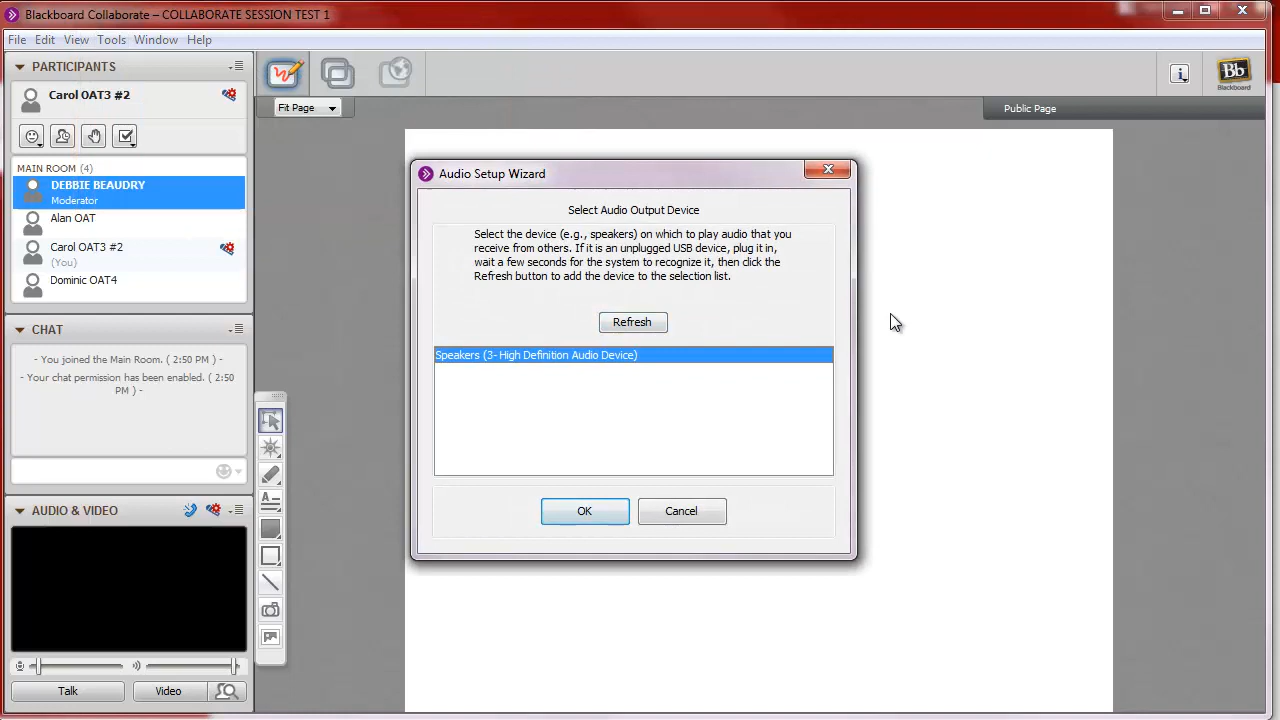 Blackboard Collaborate – COLLABORATE SESSION TEST 1
File Edit View Tools Window Help
PARTICIPANTS
Carol OAT3 #2
MAIN ROOM (4)
DEBBIE BEAUDRY
Moderator
Alan OAT
Carol OAT3 #2
(You)
Dominic OAT4
CHAT
- You joined the Main Room. ( 2:50 PM ) -
- Your chat permission has been enabled. ( 2:50
PM ) -
AUDIO & VIDEO
Talk
Video
Fit Page
Public Page
Bb
Blackboard
Audio Setup Wizard
Select Audio Output Device
Select the device (e.g., speakers) on which to play audio that you
receive from others. If it is an unplugged USB device, plug it in,
wait a few seconds for the system to recognize it, then click the
Refresh button to add the device to the selection list.
Refresh
Speakers (3- High Definition Audio Device)
OK
Cancel